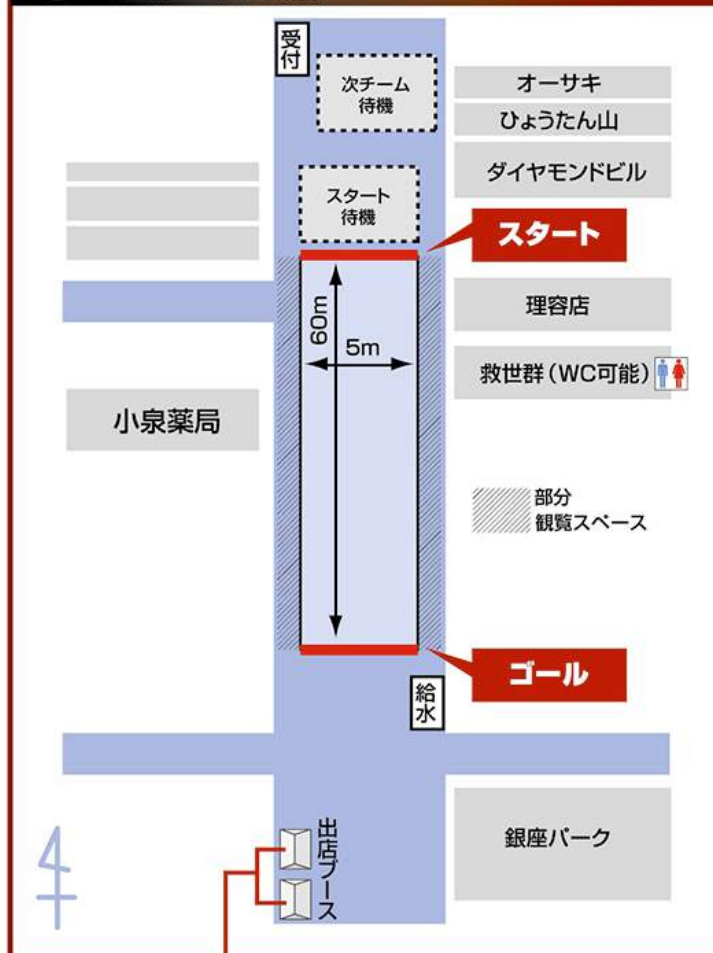 受付
次チーム
待機
オーサキ
ひょうたん山
ダイヤモンドビル
スタート
待機
スタート
60m
5m
理容店
救世群(WC可能)
小泉薬局
部分
観覧スペース
ゴール
給水
出店ブース
銀座パーク